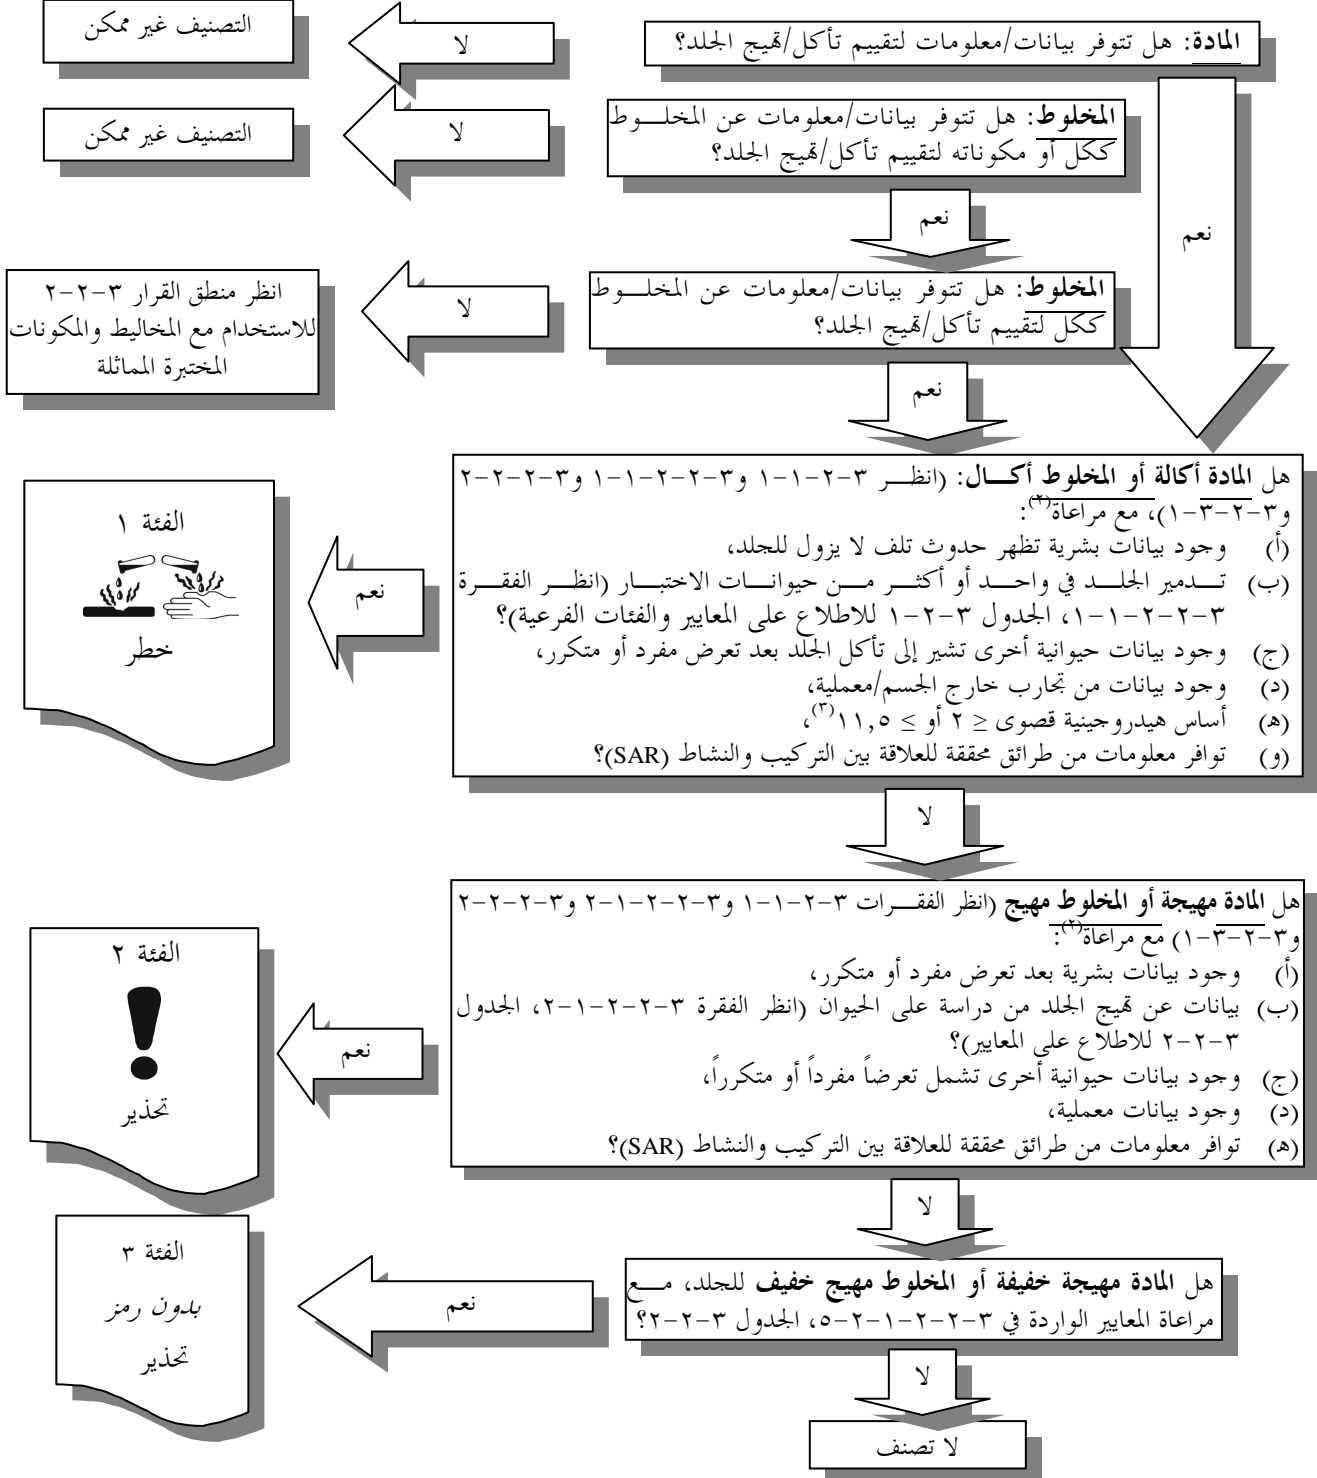 المادة: هل تتوفر بيانات/معلومات لتقييم تأكل/تهيج الجلد؟
لا
التصنيف غير ممكن
المخلوط: هل تتوفر بيانات/معلومات عن المخلوط
ككل أو مكوناته لتقييم تأكل/تهيج الجلد؟
لا
التصنيف غير ممكن
نعم
نعم
المخلوط: هل تتوفر بيانات/معلومات عن المخلوط
ككل لتقييم تأكل/تهيج الجلد؟
لا
انظر منطق القرار ٣-٢-٢
للاستخدام مع المخاليط والمكونات
المختبرة المماثلة
نعم
هل المادة أكالة أو المخلوط أكال: (انظر ٣-٢-١-١ و٣-٢-٢-١-١ و٣-٢-٢-٢
و٣-٢-٣-١)، مع مراعاة(٢):
(أ) وجود بيانات بشرية تظهر حدوث تلف لا يزول للجلد،
(ب) تدمير الجلد في واحد أو أكثر من حيوانات الاختبار (انظر الفقرة
٣-٢-٢-١-١، الجدول ٣-٢-١ للاطلاع على المعايير والفئات الفرعية)؟
(ج) وجود بيانات حيوانية أخرى تشير إلى تأكل الجلد بعد تعرض مفرد أو متكرر،
(د) وجود بيانات من تجارب خارج الجسم/معملية،
(ه) أساس هيدروجينية قصوى ≤ ٢ أو ≥ ١١,٥(٣)،
(و) توافر معلومات من طرائق محققة للعلاقة بين التركيب والنشاط (SAR)؟
نعم
الفئة ١
خطر
لا
هل المادة مهيجة أو المخلوط مهيج (انظر الفقرات ٣-٢-١-١ و٣-٢-٢-١-٢ و٣-٢-٢-٢
و٣-٢-٣-١) مع مراعاة(٢):
(أ) وجود بيانات بشرية بعد تعرض مفرد أو متكرر،
(ب) بيانات عن تهيج الجلد من دراسة على الحيوان (انظر الفقرة ٣-٢-٢-١-٢، الجدول
٣-٢-٢ للاطلاع على المعايير)؟
(ج) وجود بيانات حيوانية أخرى تشمل تعرضاً مفرداً أو متكرراً،
(د) وجود بيانات معملية،
(ه) توافر معلومات من طرائق محققة للعلاقة بين التركيب والنشاط (SAR)؟
نعم
الفئة ٢
تحذير
لا
هل المادة مهيجة خفيفة أو المخلوط مهيج خفيف للجلد، مع
مراعاة المعايير الواردة في ٣-٢-٢-١-٢-٥، الجدول ٣-٢-٢؟
نعم
الفئة ٣
بدون رمز
تحذير
لا
لا تصنف